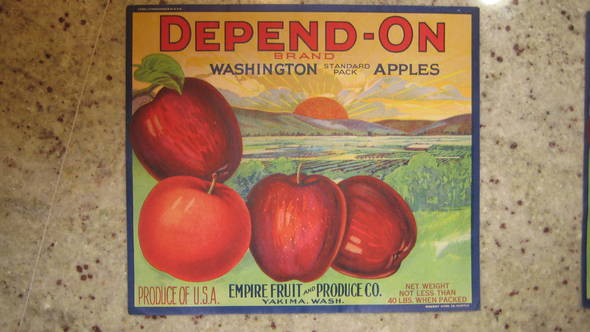 DEPEND-ON
BRAND
WASHINGTON STANDARD PACK APPLES
PRODUCE OF U.S.A.
EMPIRE FRUIT AND PRODUCE CO.
YAKIMA, WASH.
NET WEIGHT
NOT LESS THAN
40 LBS. WHEN PACKED